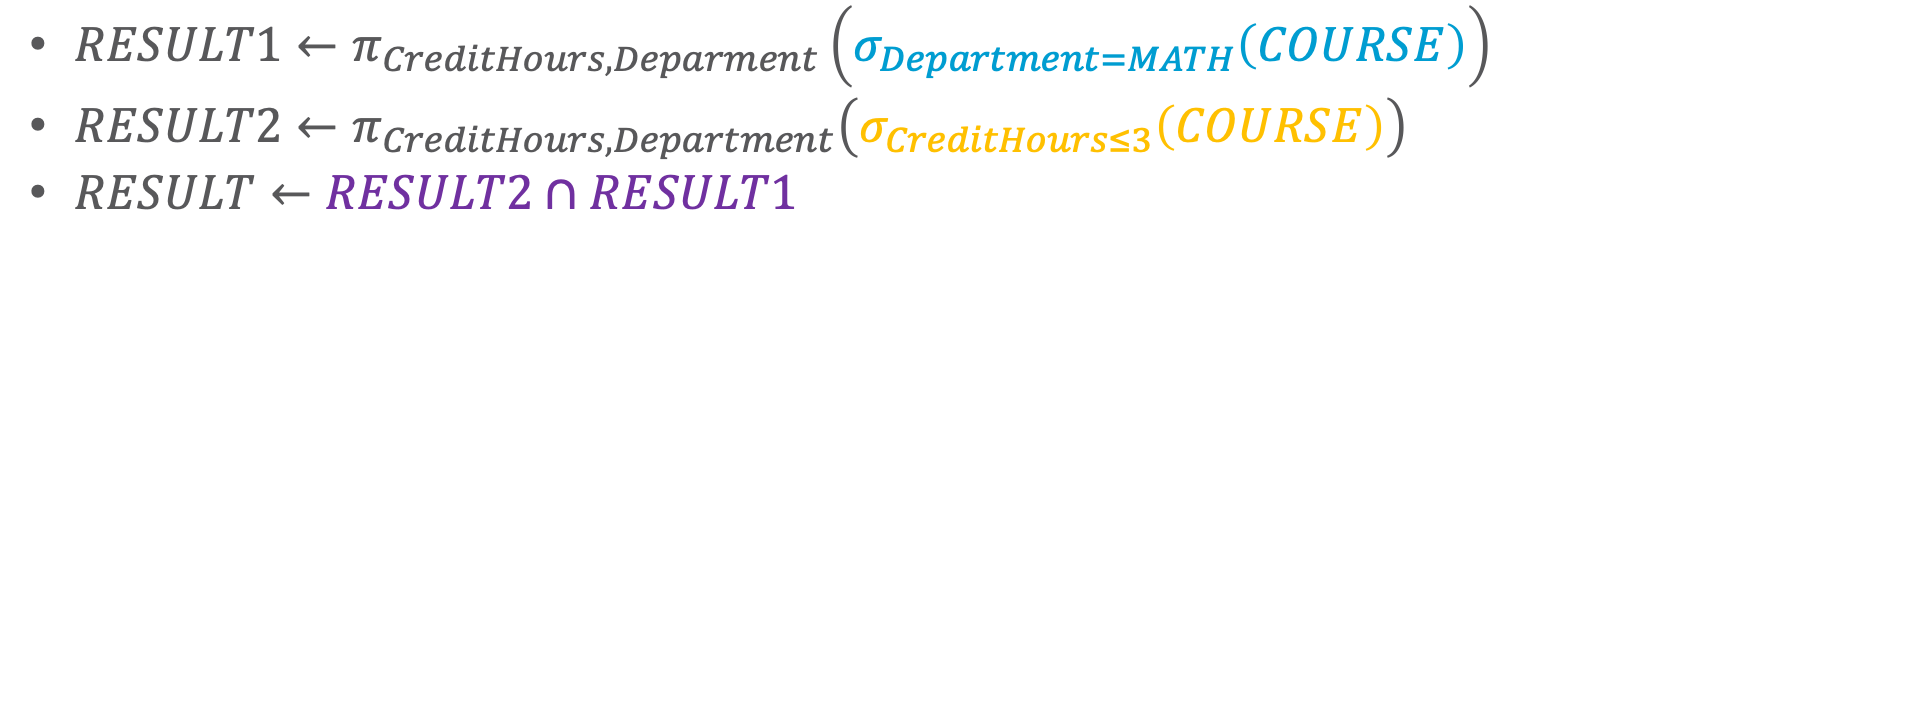 • RESULT1 ← π_{CreditHours,Deparment}(σ_{Department=MATH}(COURSE))
• RESULT2 ← π_{CreditHours,Department}(σ_{CreditHours≤3}(COURSE))
• RESULT ← RESULT2 ∩ RESULT1